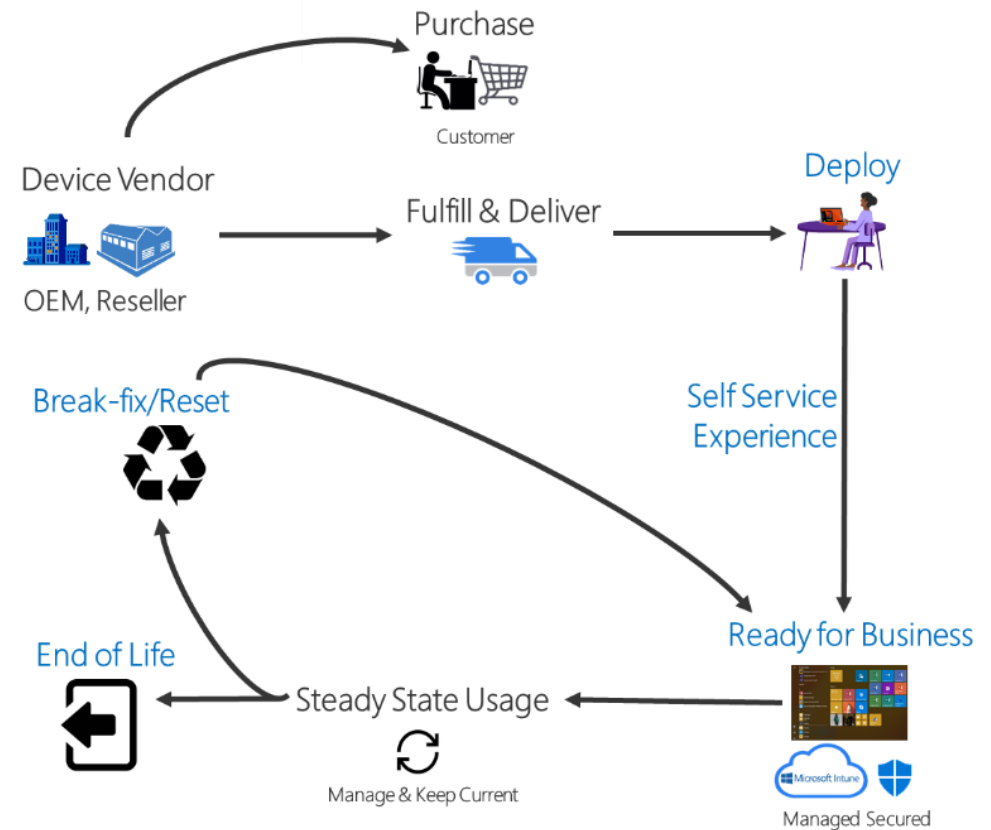 Purchase
Customer
Device Vendor
OEM, Reseller
Fulfill & Deliver
Deploy
Self Service
Experience
Break-fix/Reset
Ready for Business
Microsoft Intune
Managed Secured
Steady State Usage
Manage & Keep Current
End of Life